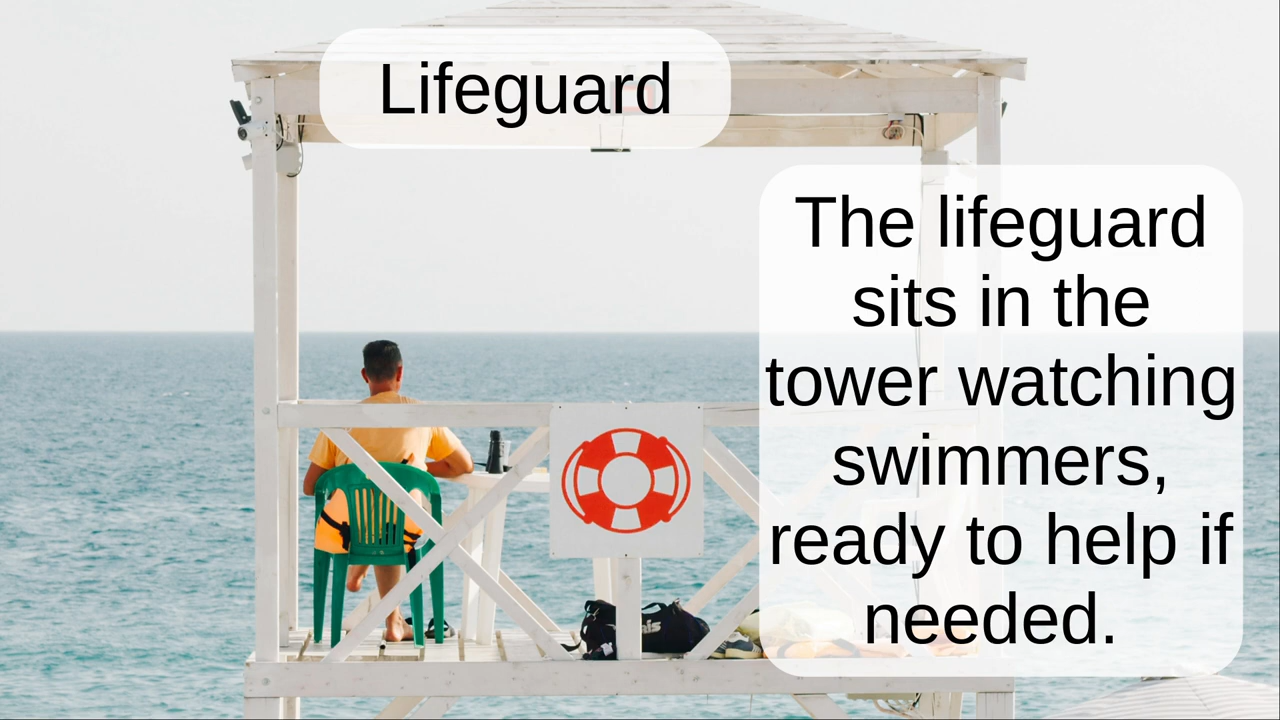 Lifeguard
The lifeguard
sits in the
tower watching
swimmers,
ready to help if
needed.